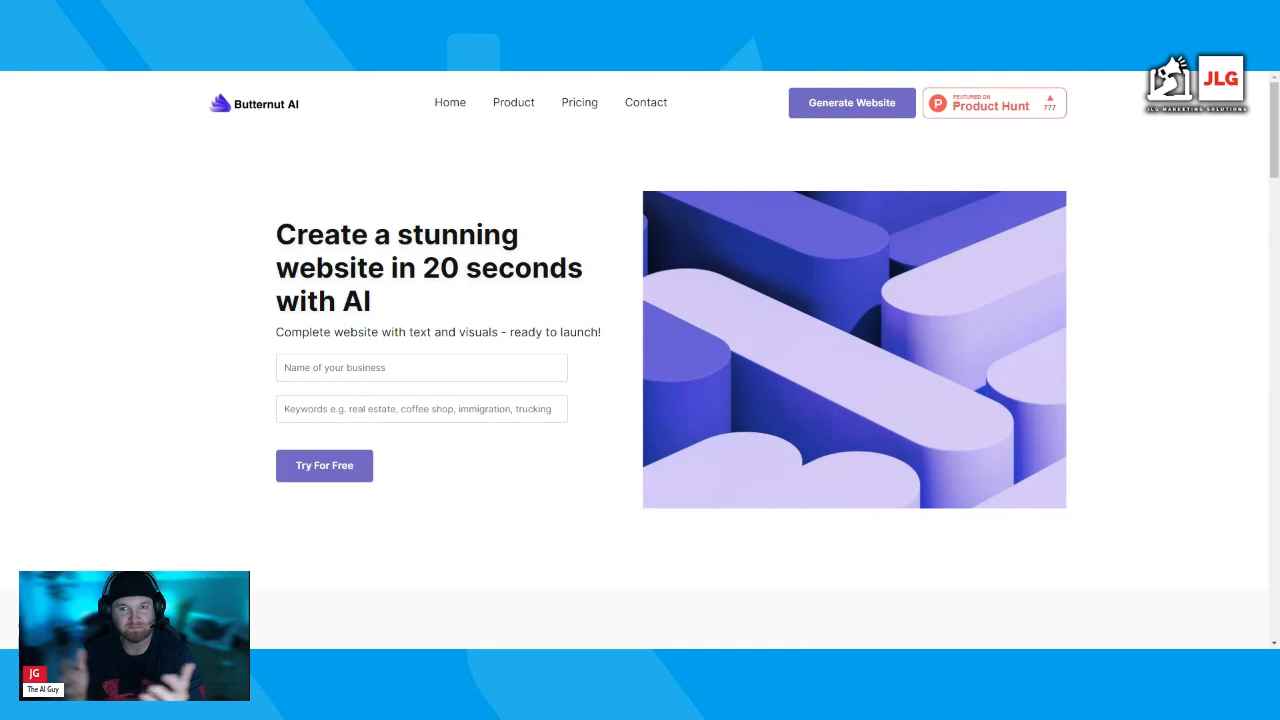 Butternut AI
Home
Product
Pricing
Contact
Generate Website
P
FEATURED ON
Product Hunt
777
JLG
JLG MARKETING SOLUTIONS
Create a stunning
website in 20 seconds
with AI
Complete website with text and visuals - ready to launch!
Name of your business
Keywords e.g. real estate, coffee shop, immigration, trucking
Try For Free
JG
The AI Guy